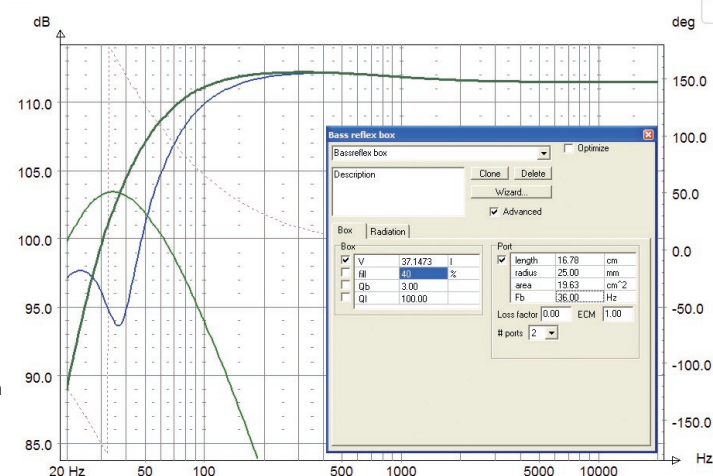 dB
deg
110.0
105.0
100.0
95.0
90.0
85.0
150.0
100.0
50.0
0.0
-50.0
-100.0
-150.0
20 Hz
50
100
500
1000
5000
10000
Hz
Bass reflex box
Bassreflex box
Optimize
Description
Clone
Delete
Wizard...
Advanced
Box
Radiation
Box
V 37.1473 l
fill 40 %
Qb 3.00
Ql 100.00
Port
length 16.78 cm
radius 25.00 mm
area 19.63 cm^2
Fb 36.00 Hz
Loss factor 0.00 ECM 1.00
# ports 2